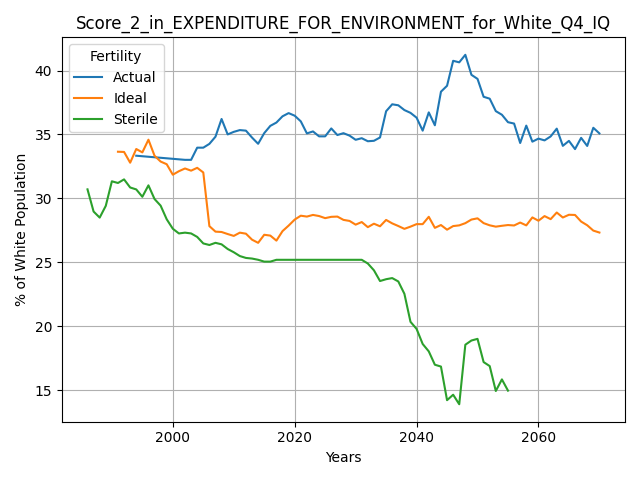 Score_2_in_EXPENDITURE_FOR_ENVIRONMENT_for_White_Q4_IQ
Fertility
Actual
Ideal
Sterile
% of White Population
40
35
30
25
20
15
2000
2020
2040
2060
Years